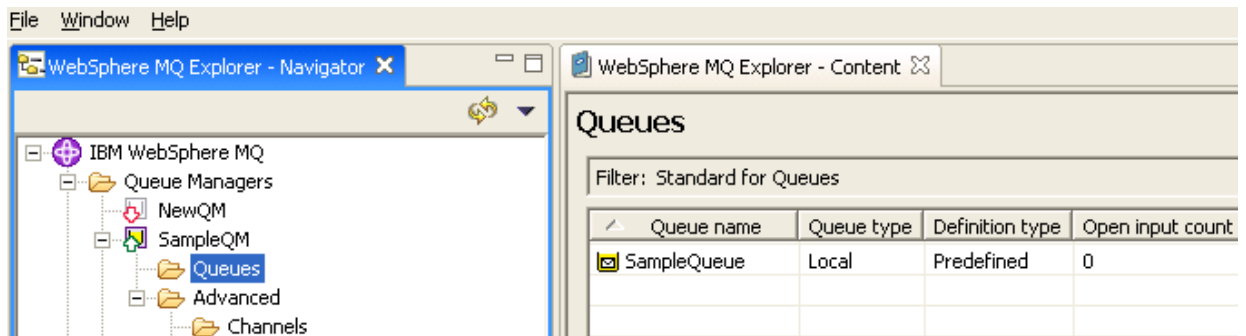 File Window Help
WebSphere MQ Explorer - Navigator
IBM WebSphere MQ
Queue Managers
NewQM
SampleQM
Queues
Advanced
Channels
WebSphere MQ Explorer - Content
Queues
Filter: Standard for Queues
Queue name Queue type Definition type Open input count
SampleQueue Local Predefined 0